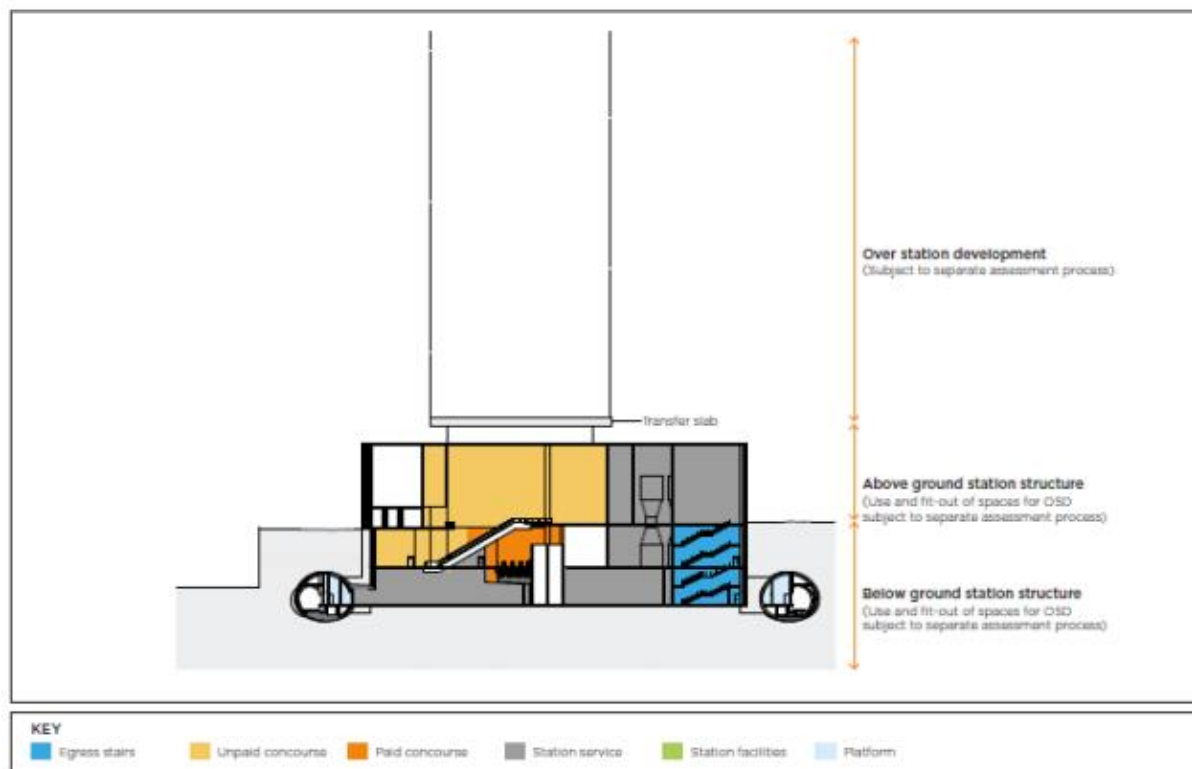 Over station development
(Subject to separate assessment process)
Transfer slab
Above ground station structure
(Use and fit-out of spaces for OSD
subject to separate assessment process)
Below ground station structure
(Use and fit-out of spaces for OSD
subject to separate assessment process)
KEY
Egress stairs
Unpaid concourse
Paid concourse
Station service
Station facilities
Platform